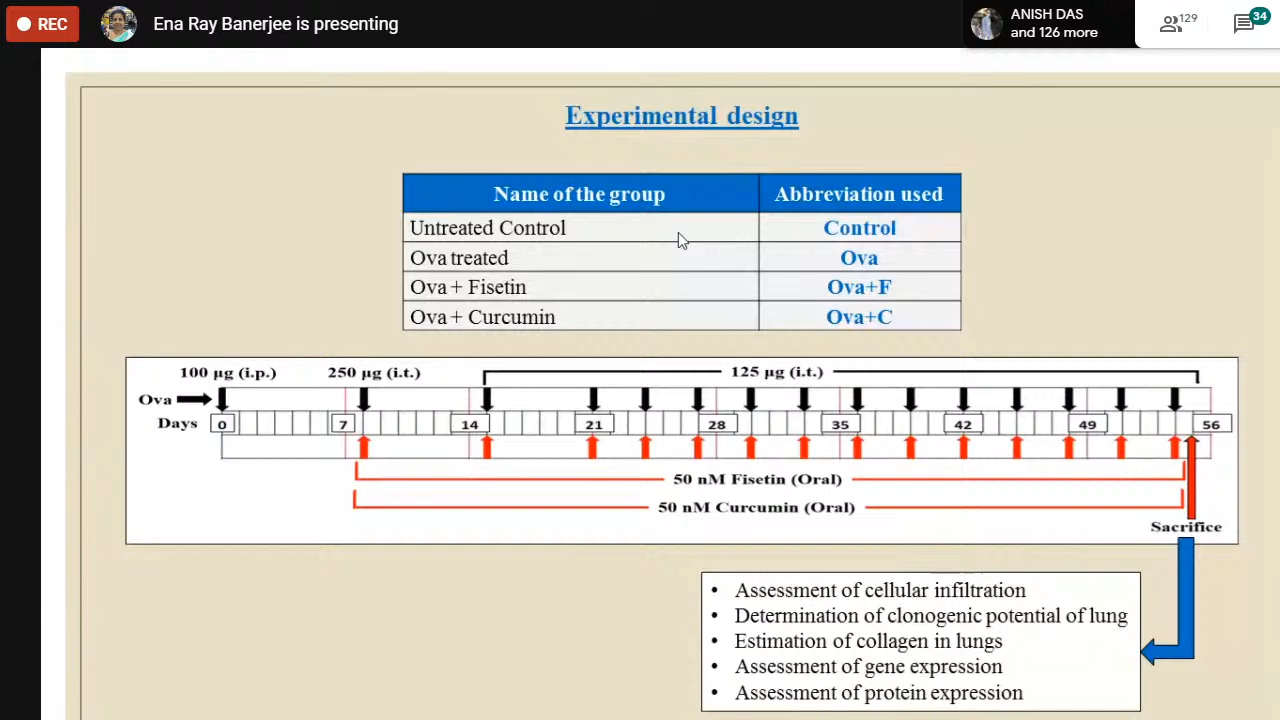 REC
Ena Ray Banerjee is presenting
ANISH DAS
and 126 more
129
34
Experimental design
Name of the group Abbreviation used
Untreated Control Control
Ova treated Ova
Ova + Fisetin Ova+F
Ova + Curcumin Ova+C
100 µg (i.p.) 250 µg (i.t.) 125 µg (i.t.)
Ova
Days 0 7 14 21 28 35 42 49 56
50 nM Fisetin (Oral)
50 nM Curcumin (Oral)
Sacrifice
• Assessment of cellular infiltration
• Determination of clonogenic potential of lung
• Estimation of collagen in lungs
• Assessment of gene expression
• Assessment of protein expression